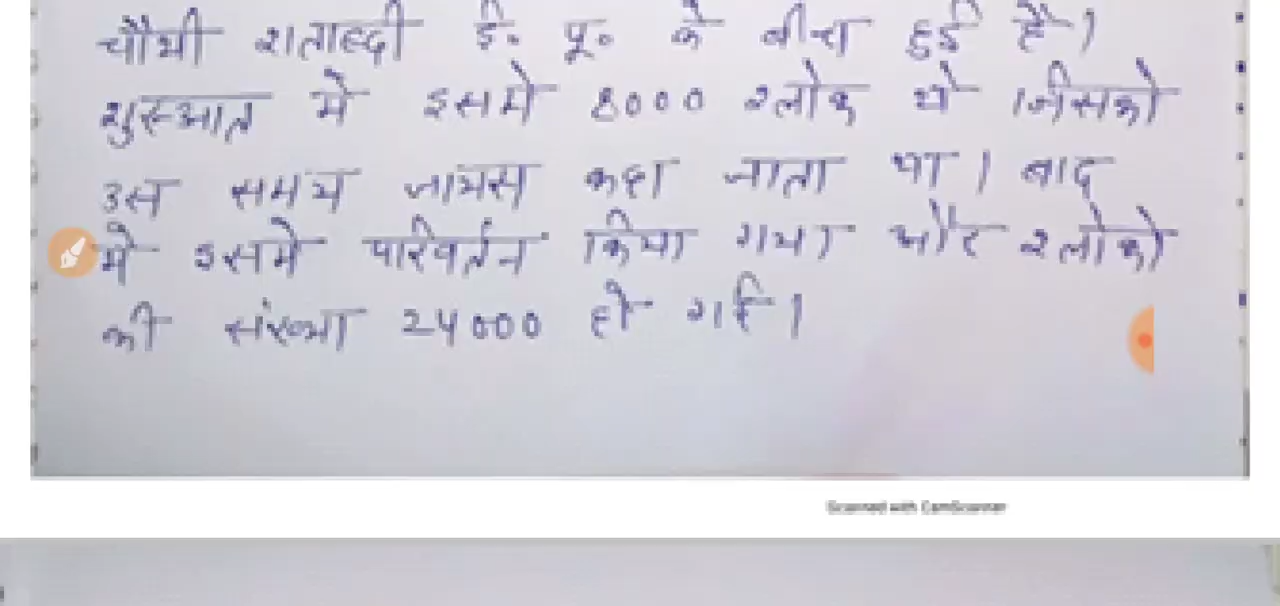 चौथी शताब्दी ई० पू० के बीच हुई है।
शुरुआत मे इसमे 8000 श्लोक थे जिसको
उस समय जायस कहा जाता था। बाद
मे इसमे परिवर्तन किया गया और श्लोको
की संख्या 24000 हो गई।
Scanned with CamScanner